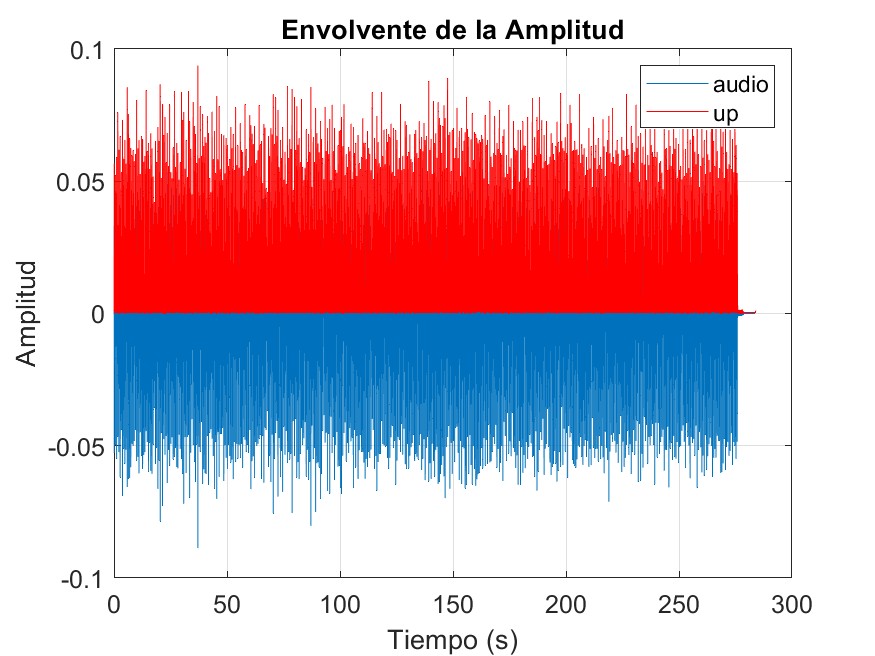 Envolvente de la Amplitud
audio
up
0.1
0.05
0
-0.05
-0.1
Amplitud
0 50 100 150 200 250 300
Tiempo (s)